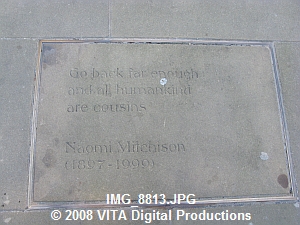 Go back far enough
and all humankind
are cousins
Naomi Mitchison
(1897-1999)
IMG_8813.JPG
© 2008 VITA Digital Productions